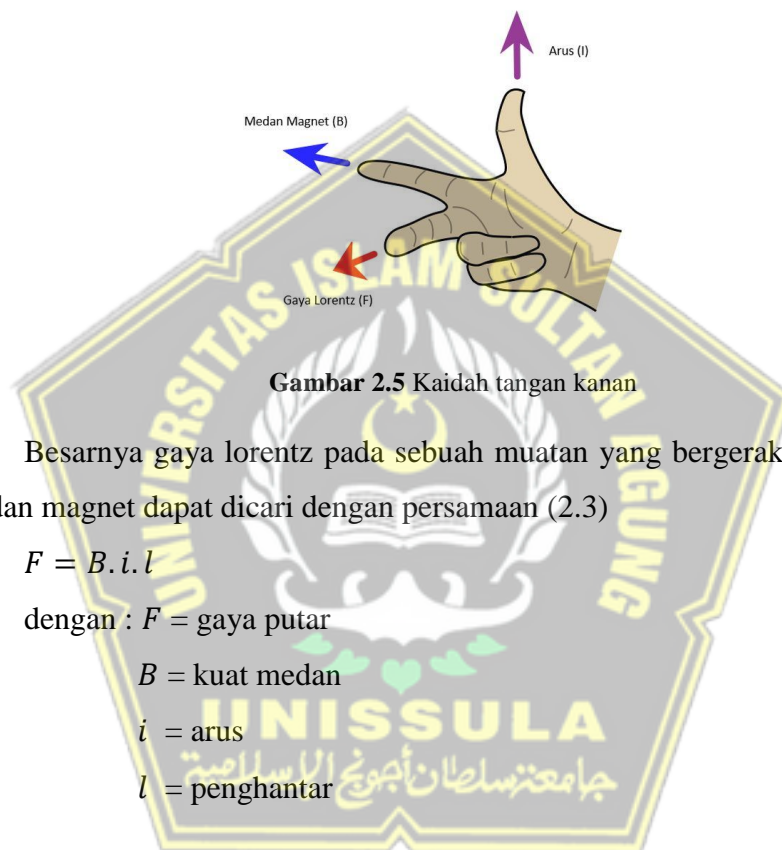 Arus (I)
Medan Magnet (B)
Gaya Lorentz (F)
Gambar 2.5 Kaidah tangan kanan
Besarnya gaya lorentz pada sebuah muatan yang bergerak
dan magnet dapat dicari dengan persamaan (2.3)
F = B.i.l
dengan : F = gaya putar
B = kuat medan
i = arus
l = penghantar
UNIVERSITAS ISLAM SULTAN AGUNG
UNISSULA
جامعة سلطان أجونج الإسلامية